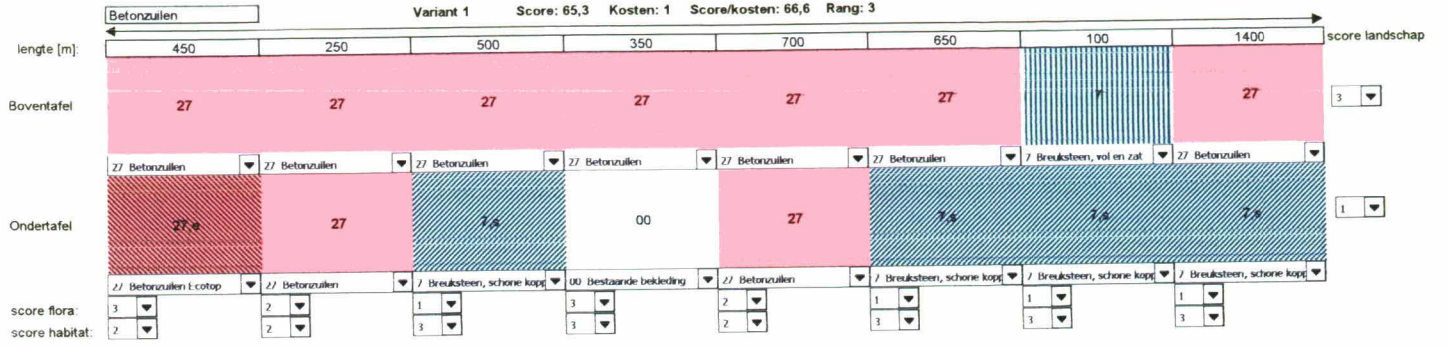 Betonzuilen Variant 1 Score: 65,3 Kosten: 1 Score/kosten: 66,6 Rang: 3
lengte [m]: 450 250 500 350 700 650 100 1400 score landschap
Boventafel 27 27 27 27 27 27 7 27 3
27 Betonzuilen 27 Betonzuilen 27 Betonzuilen 27 Betonzuilen 27 Betonzuilen 27 Betonzuilen 7 Breuksteen, vol en zat 27 Betonzuilen
Ondertafel 27,e 27 7,s 00 27 7,s 7,s 7,s 1
27 Betonzuilen Ecotop 27 Betonzuilen 7 Breuksteen, schone kopp 00 Bestaande bekleding 27 Betonzuilen 7 Breuksteen, schone kopp 7 Breuksteen, schone kopp 7 Breuksteen, schone kopp
score flora: 3 2 1 3 2 1 1 1
score habitat: 2 2 3 3 2 3 3 3